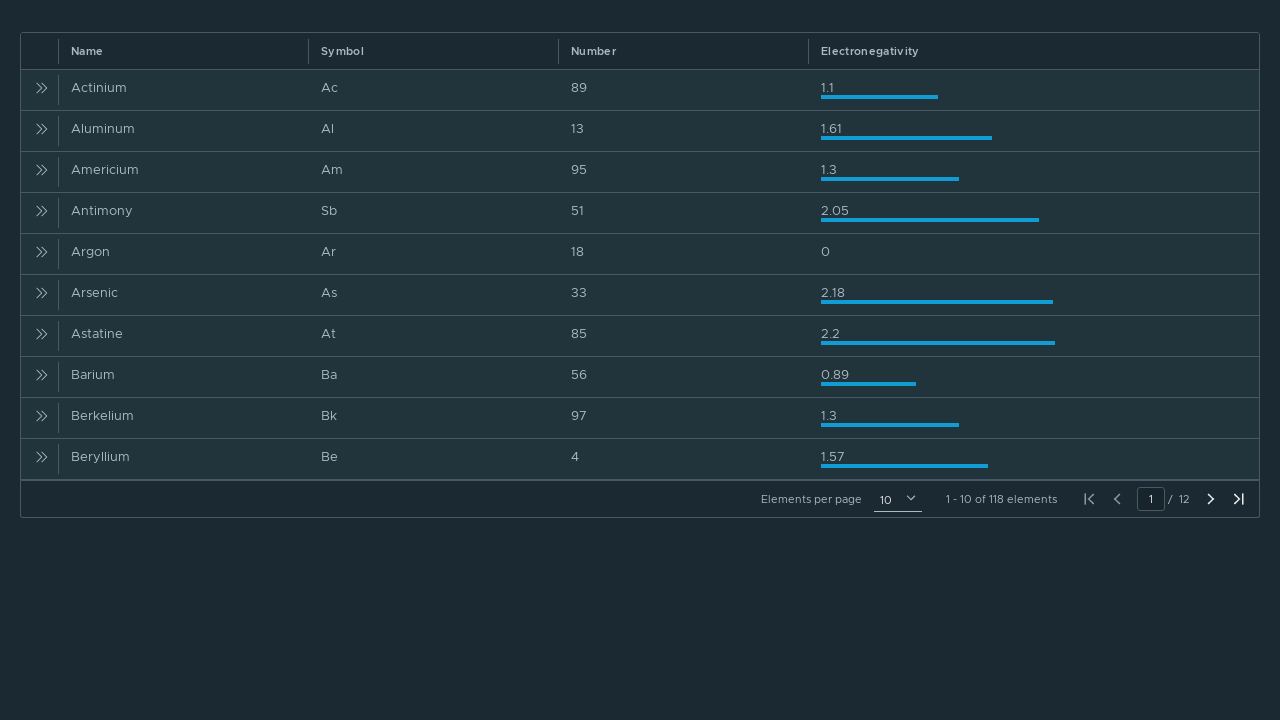 Name Symbol Number Electronegativity
Actinium Ac 89 1.1
Aluminum Al 13 1.61
Americium Am 95 1.3
Antimony Sb 51 2.05
Argon Ar 18 0
Arsenic As 33 2.18
Astatine At 85 2.2
Barium Ba 56 0.89
Berkelium Bk 97 1.3
Beryllium Be 4 1.57
Elements per page 10 1 - 10 of 118 elements 1 / 12